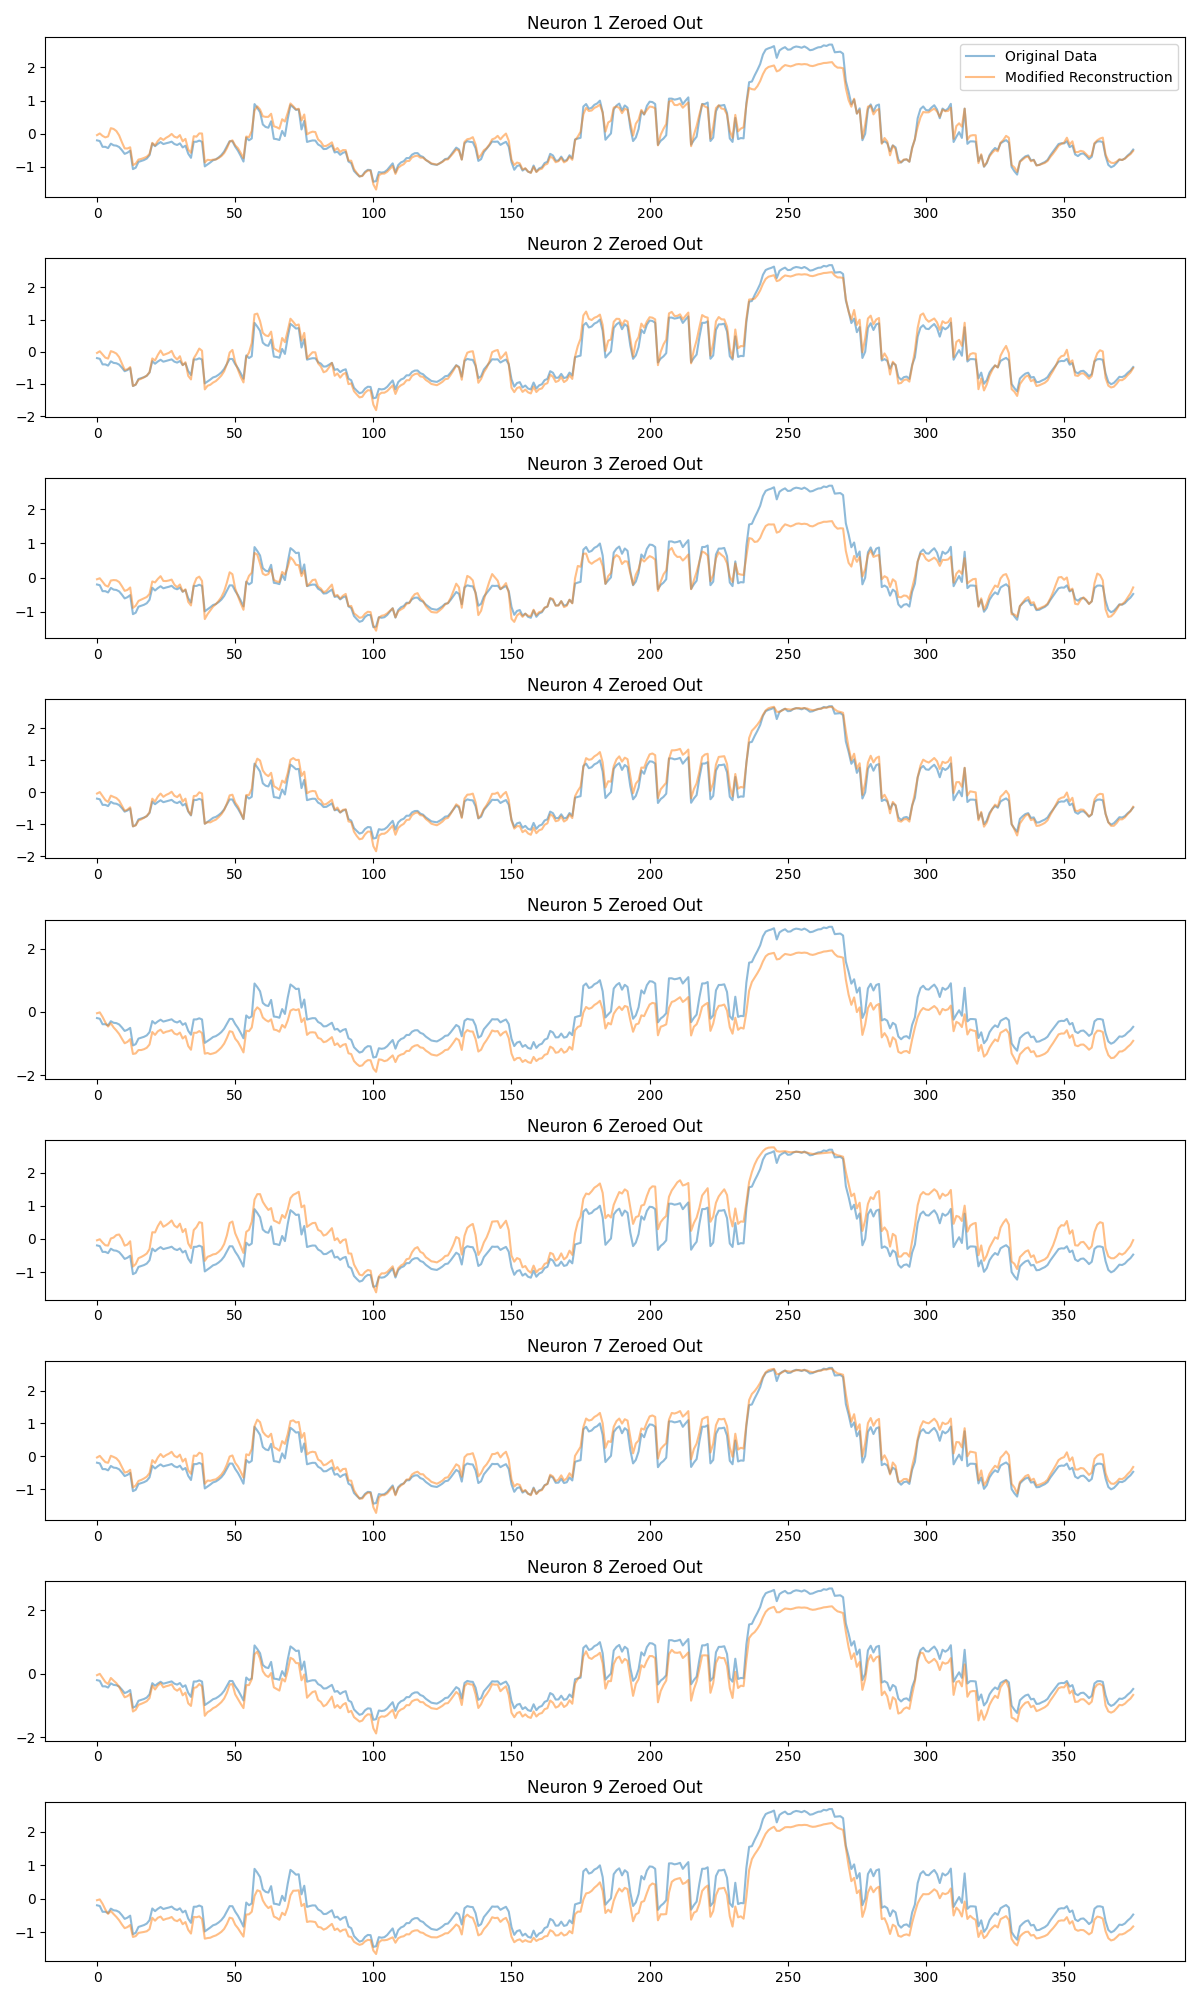 Neuron 1 Zeroed Out
Original Data
Modified Reconstruction
2
1
0
−1
0 50 100 150 200 250 300 350
Neuron 2 Zeroed Out
2
1
0
−1
−2
0 50 100 150 200 250 300 350
Neuron 3 Zeroed Out
2
1
0
−1
0 50 100 150 200 250 300 350
Neuron 4 Zeroed Out
2
1
0
−1
−2
0 50 100 150 200 250 300 350
Neuron 5 Zeroed Out
2
0
−2
0 50 100 150 200 250 300 350
Neuron 6 Zeroed Out
2
1
0
−1
0 50 100 150 200 250 300 350
Neuron 7 Zeroed Out
2
1
0
−1
0 50 100 150 200 250 300 350
Neuron 8 Zeroed Out
2
0
−2
0 50 100 150 200 250 300 350
Neuron 9 Zeroed Out
2
1
0
−1
0 50 100 150 200 250 300 350